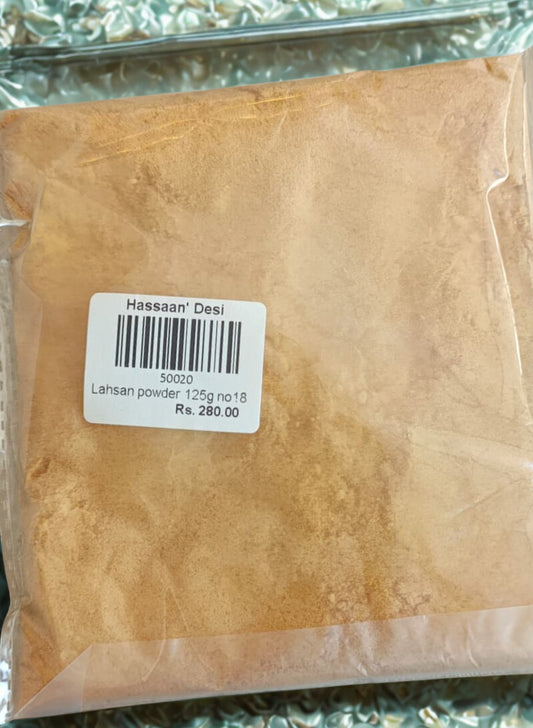 Hassaan' Desi
50020
Lahsan powder 125g no18
Rs. 280.00